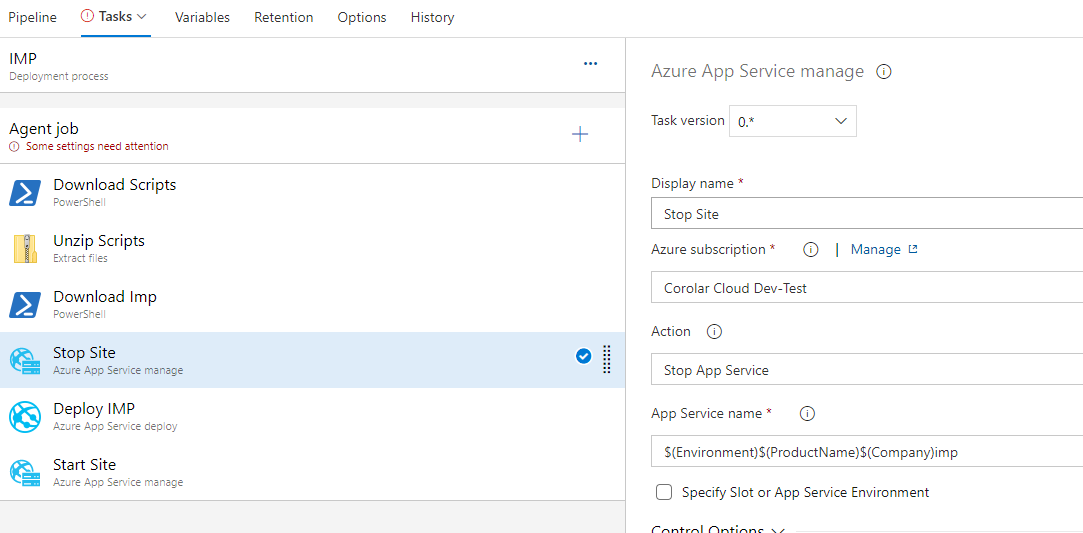 Pipeline Tasks Variables Retention Options History
IMP
Deployment process
Agent job
Some settings need attention
Download Scripts
PowerShell
Unzip Scripts
Extract files
Download Imp
PowerShell
Stop Site
Azure App Service manage
Deploy IMP
Azure App Service deploy
Start Site
Azure App Service manage
Azure App Service manage
Task version 0.*
Display name *
Stop Site
Azure subscription * | Manage
Corolar Cloud Dev-Test
Action
Stop App Service
App Service name *
$(Environment)$(ProductName)$(Company)imp
Specify Slot or App Service Environment
Control Options